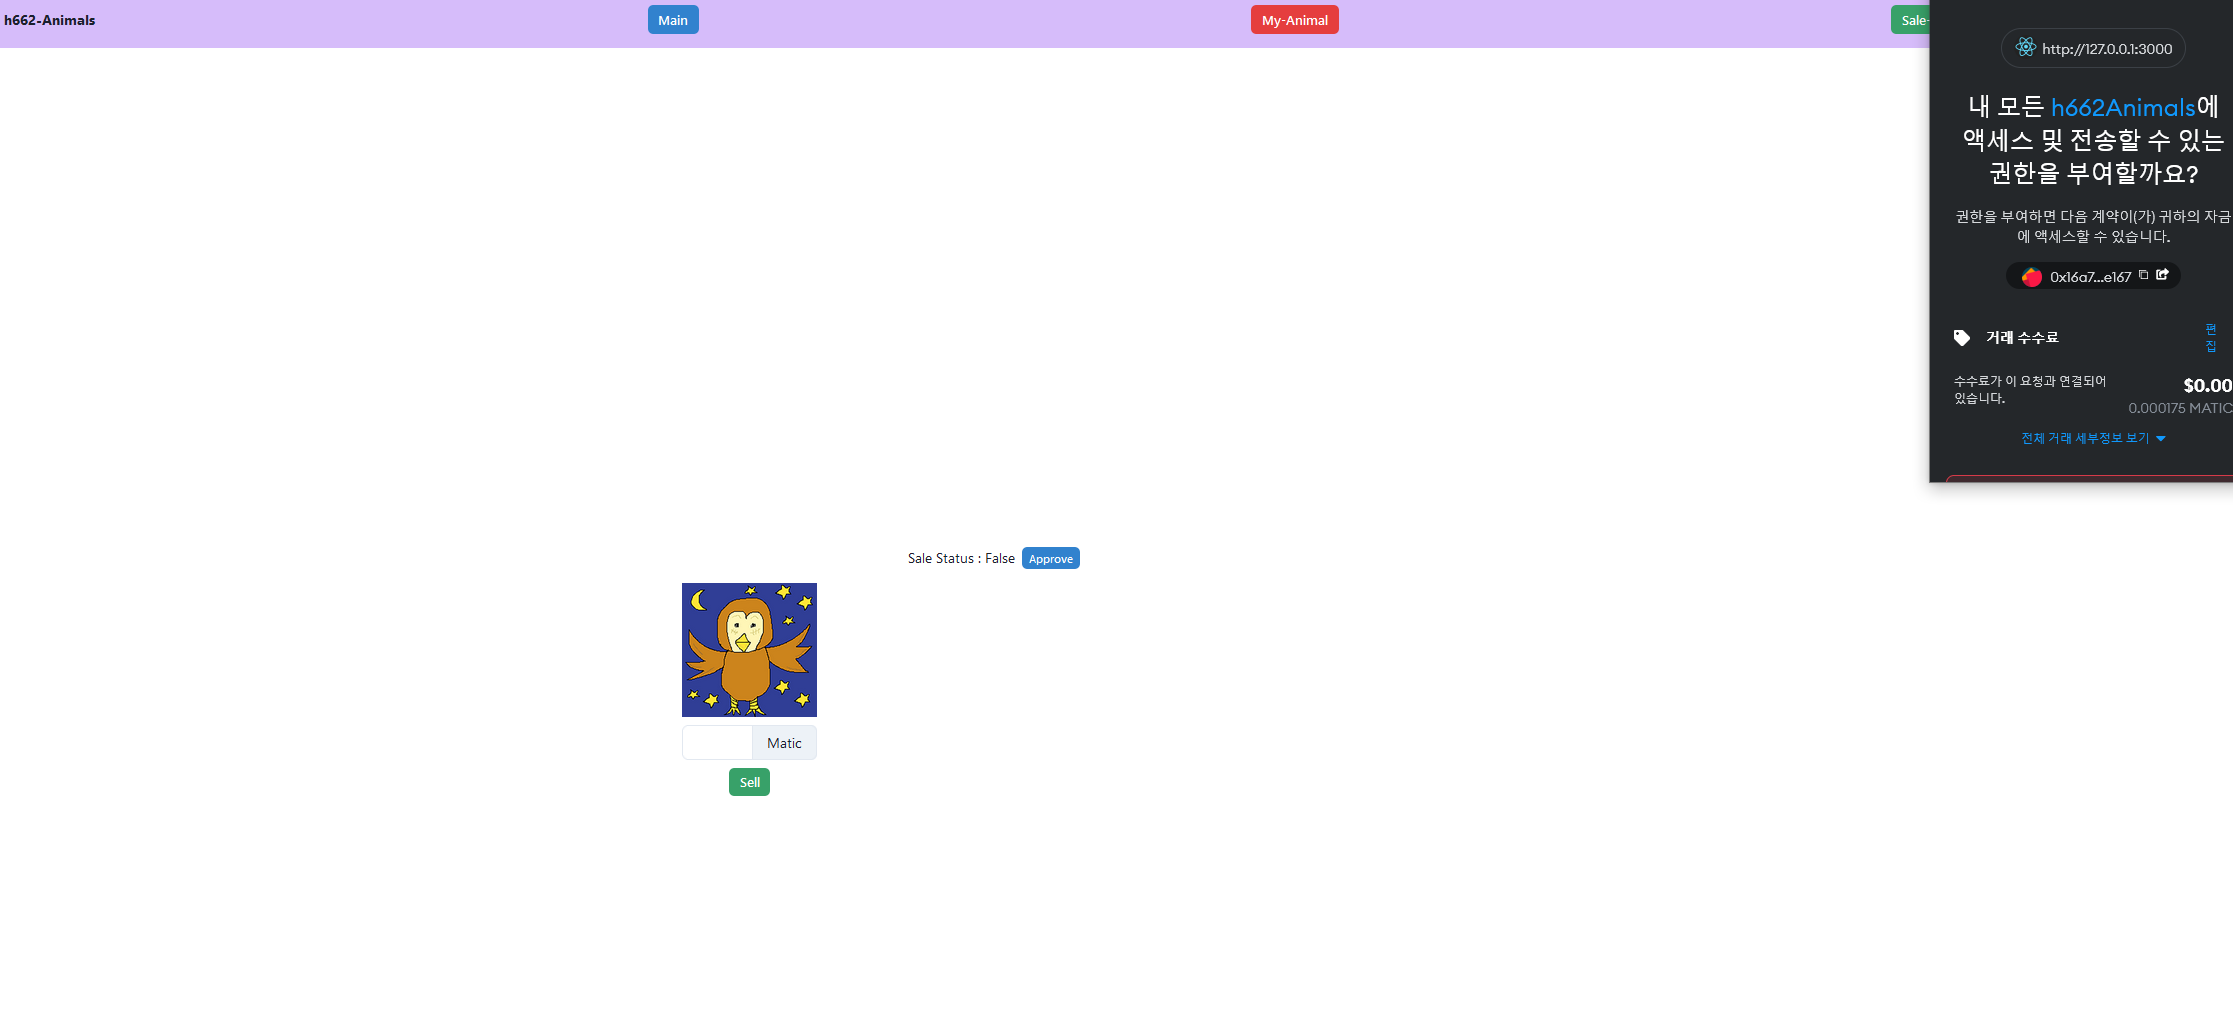 h662-Animals
Main
My-Animal
Sale-
http://127.0.0.1:3000
내 모든 h662Animals에
액세스 및 전송할 수 있는
권한을 부여할까요?
권한을 부여하면 다음 계약이(가) 귀하의 자금
에 액세스할 수 있습니다.
0x16a7...e167
거래 수수료
편
집
수수료가 이 요청과 연결되어
있습니다.
$0.00
0.000175 MATIC
전체 거래 세부정보 보기
Sale Status : False
Approve
Matic
Sell